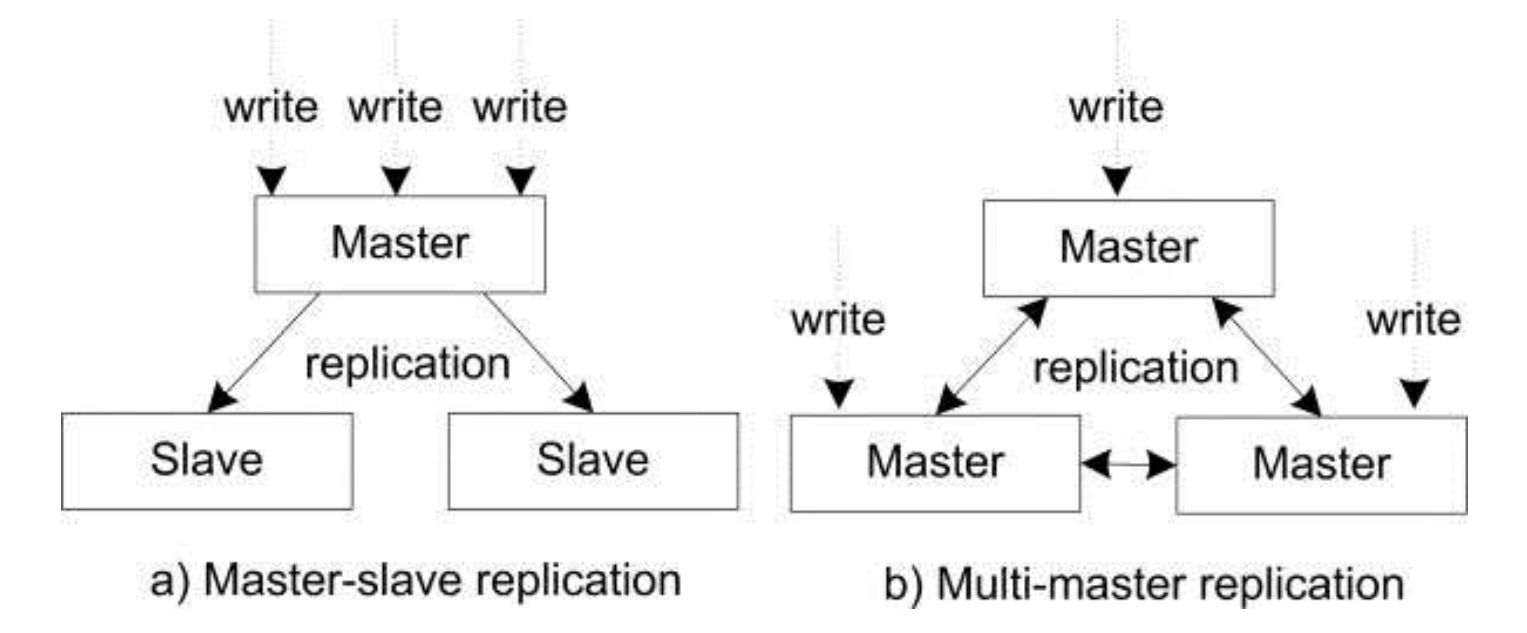 write write write
Master
replication
Slave Slave
a) Master-slave replication
write
Master
write write
replication
Master Master
b) Multi-master replication